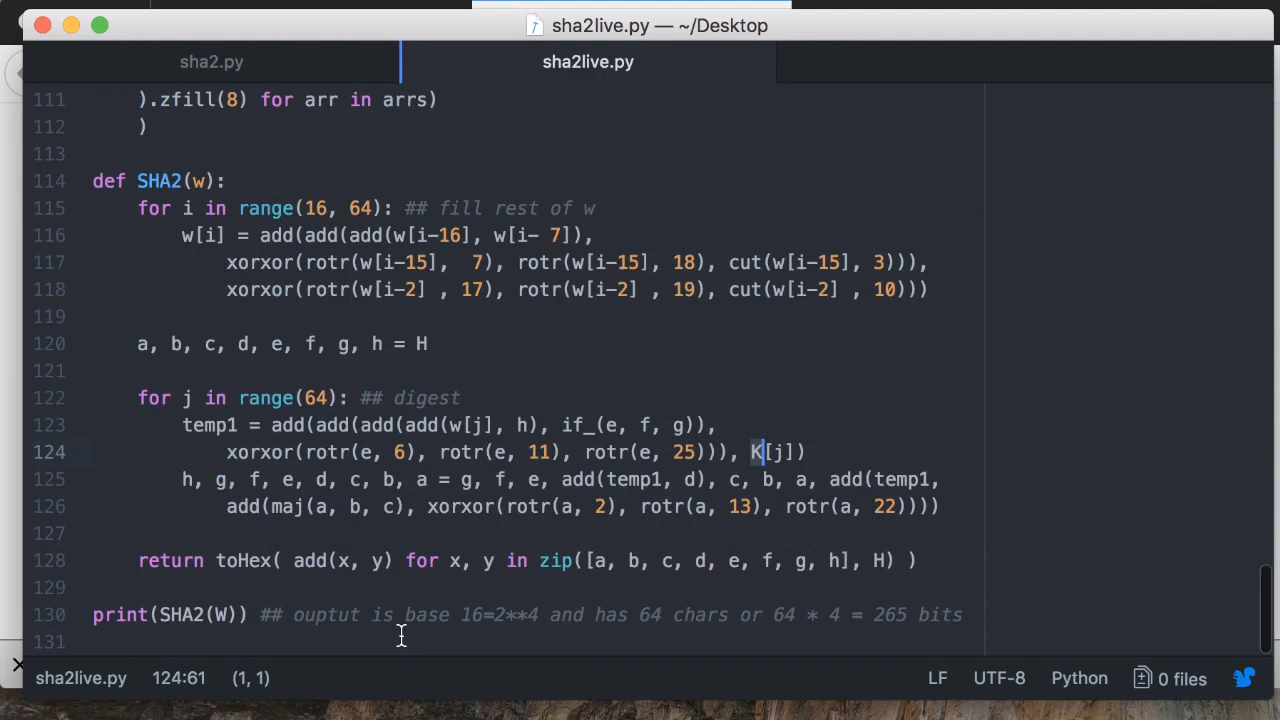 sha2live.py — ~/Desktop
sha2.py
sha2live.py
111 ).zfill(8) for arr in arrs)
112 )
113
114 def SHA2(w):
115 for i in range(16, 64): ## fill rest of w
116 w[i] = add(add(add(w[i-16], w[i- 7]),
117 xorxor(rotr(w[i-15],  7), rotr(w[i-15], 18), cut(w[i-15], 3))),
118 xorxor(rotr(w[i-2] , 17), rotr(w[i-2] , 19), cut(w[i-2] , 10)))
119
120 a, b, c, d, e, f, g, h = H
121
122 for j in range(64): ## digest
123 temp1 = add(add(add(add(w[j], h), if_(e, f, g)),
124 xorxor(rotr(e, 6), rotr(e, 11), rotr(e, 25))), K[j])
125 h, g, f, e, d, c, b, a = g, f, e, add(temp1, d), c, b, a, add(temp1,
126 add(maj(a, b, c), xorxor(rotr(a, 2), rotr(a, 13), rotr(a, 22))))
127
128 return toHex( add(x, y) for x, y in zip([a, b, c, d, e, f, g, h], H) )
129
130 print(SHA2(W)) ## ouptut is base 16=2**4 and has 64 chars or 64 * 4 = 265 bits
131
sha2live.py 124:61 (1, 1) LF UTF-8 Python 0 files